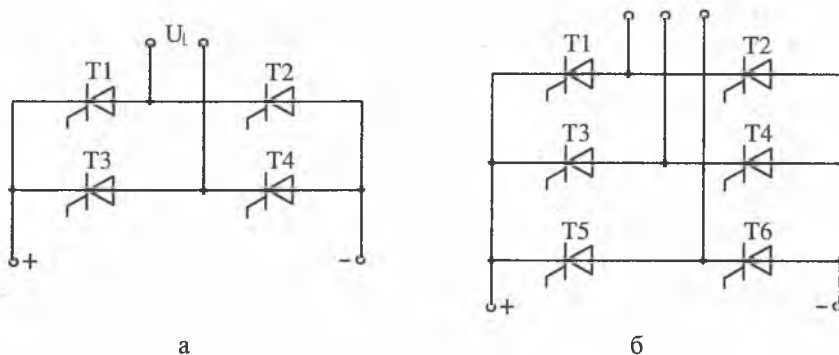 U₁
T1 T2
T3 T4
+ −
а
T1 T2
T3 T4
T5 T6
+ −
б